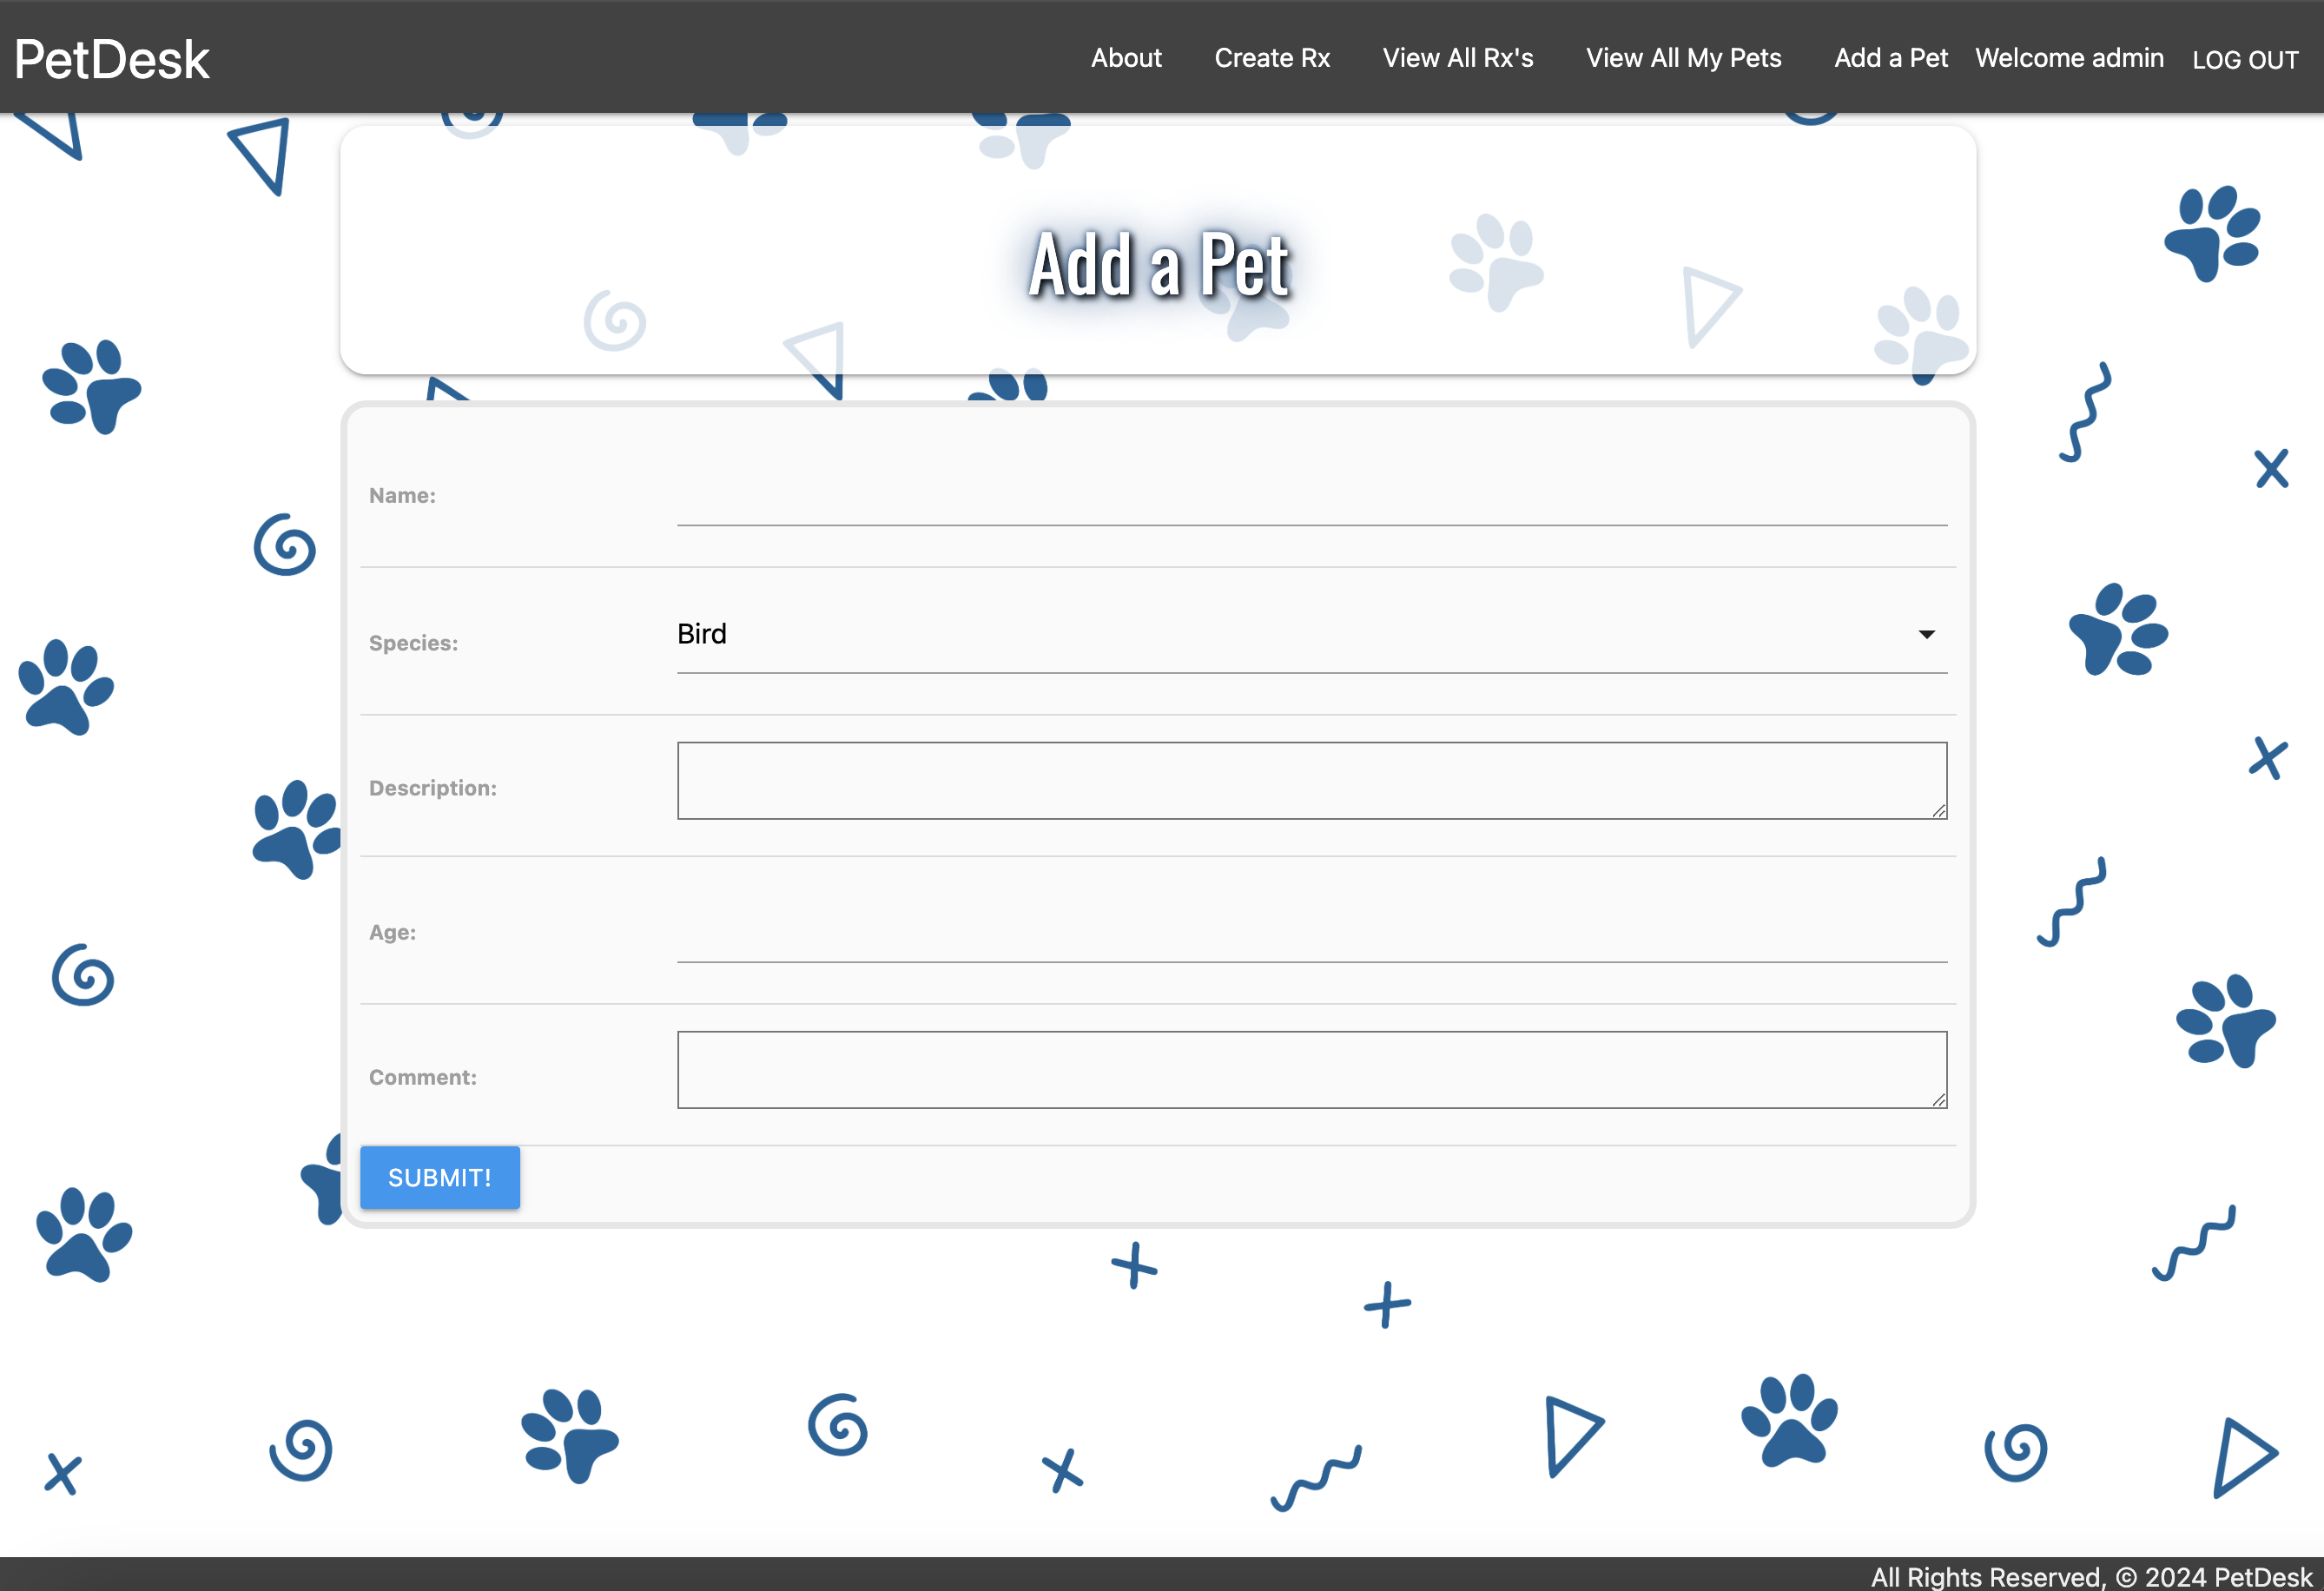 PetDesk
About Create Rx View All Rx's View All My Pets Add a Pet Welcome admin LOG OUT
Add a Pet
Name:
Species: Bird
Description:
Age:
Comment:
SUBMIT!
All Rights Reserved, © 2024 PetDesk